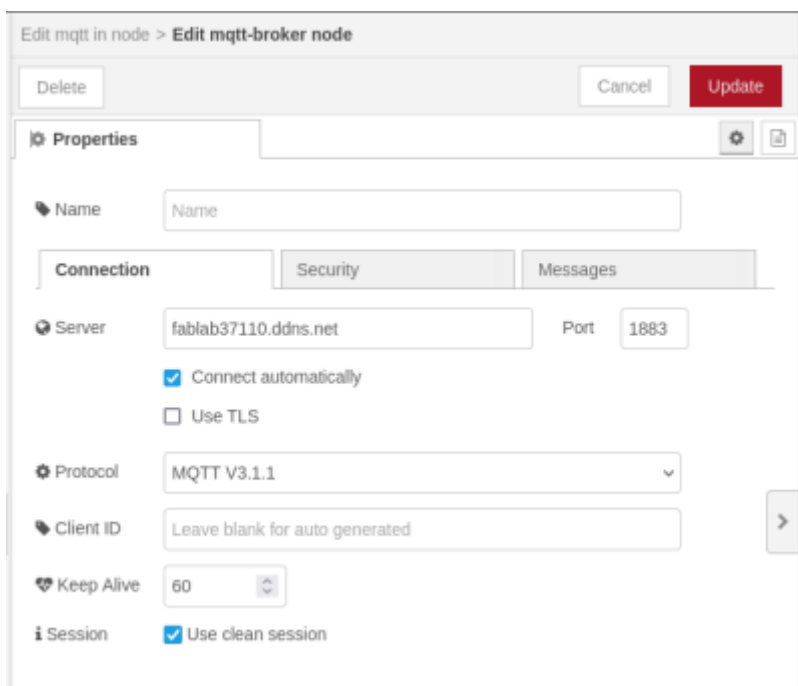 Edit mqtt in node > Edit mqtt-broker node
Delete Cancel Update
Properties
Name Name
Connection Security Messages
Server fablab37110.ddns.net Port 1883
Connect automatically
Use TLS
Protocol MQTT V3.1.1
Client ID Leave blank for auto generated
Keep Alive 60
Session Use clean session